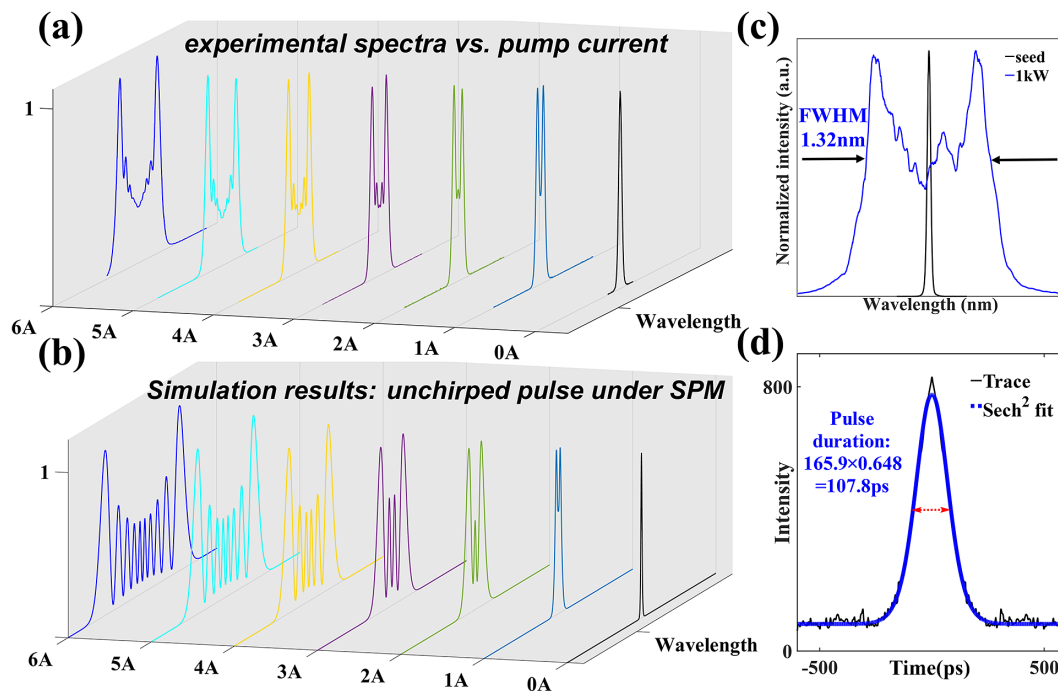 (a)
experimental spectra vs. pump current
1
6A
5A
4A
3A
2A
1A
0A
Wavelength
(b)
Simulation results: unchirped pulse under SPM
1
6A
5A
4A
3A
2A
1A
0A
Wavelength
(c)
seed
1kW
FWHM
1.32nm
Normalized intensity (a.u.)
Wavelength (nm)
(d)
800
Trace
Sech² fit
Pulse
duration:
165.9×0.648
=107.8ps
Intensity
0
-500
Time(ps)
500